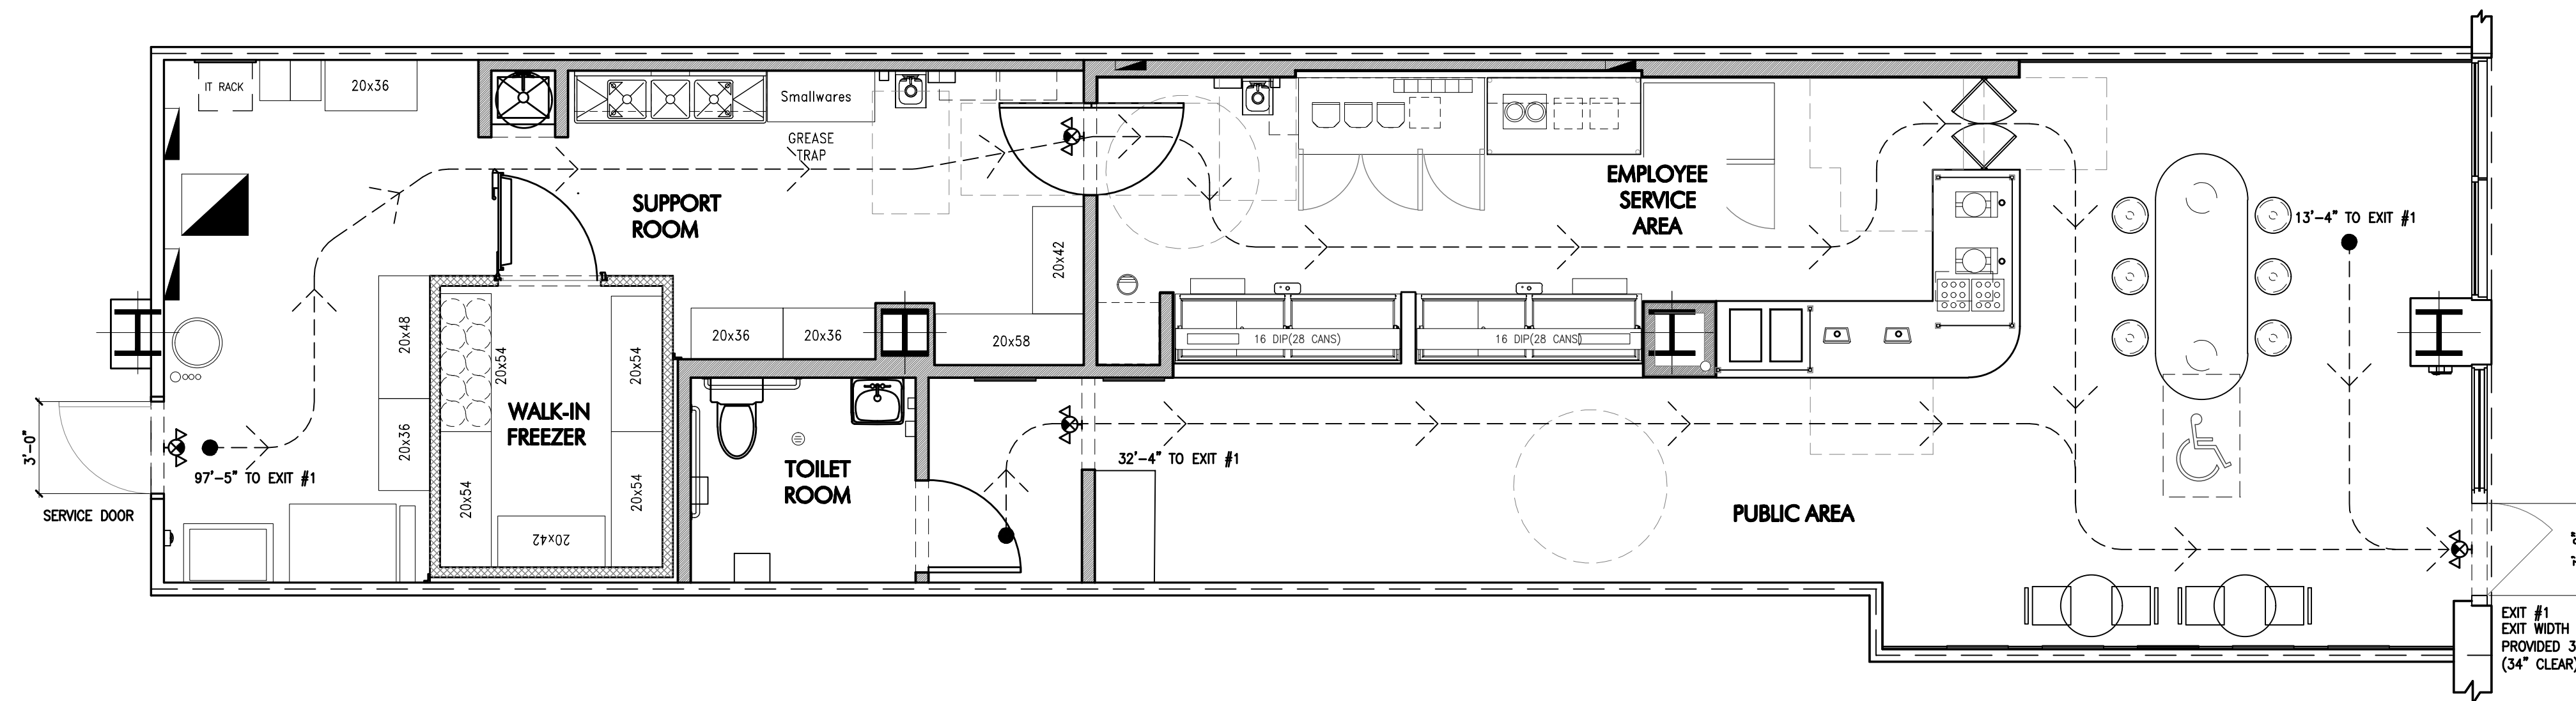 IT RACK
20x36
Smallwares
GREASE
TRAP
SUPPORT
ROOM
EMPLOYEE
SERVICE
AREA
13'-4" TO EXIT #1
20x42
20x48
20x54
20x54
20x36
20x36
20x58
16 DIP(28 CANS)
16 DIP(28 CANS)
WALK-IN
FREEZER
20x36
3'-0"
97'-5" TO EXIT #1
SERVICE DOOR
TOILET
ROOM
32'-4" TO EXIT #1
20x54
20x54
20x42
PUBLIC AREA
EXIT #1
EXIT WIDTH
PROVIDED 3
(34" CLEAR)